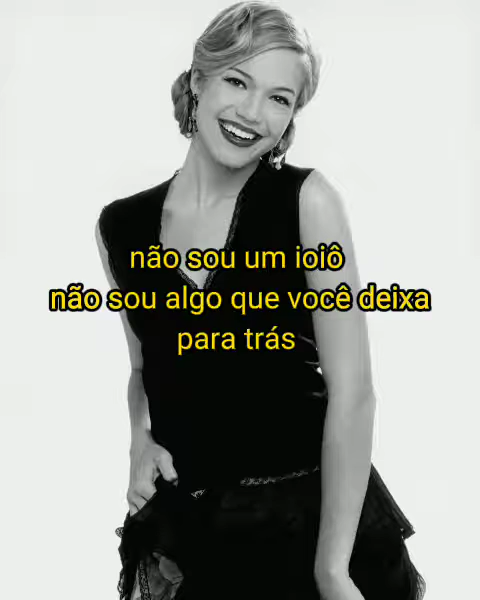 não sou um ioiô
não sou algo que você deixa
para trás